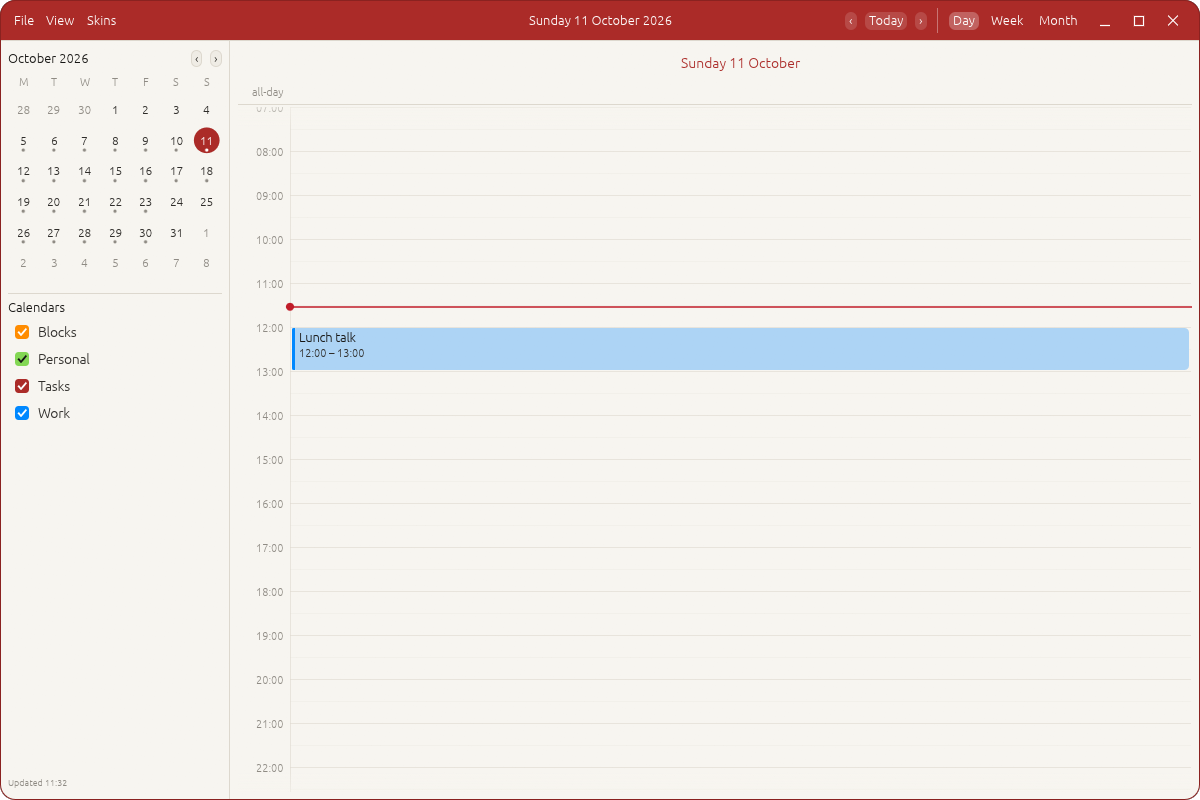 File View Skins
Sunday 11 October 2026
‹ Today › Day Week Month
October 2026 ‹ ›
M T W T F S S
28 29 30 1 2 3 4
5 6 7 8 9 10 11
12 13 14 15 16 17 18
19 20 21 22 23 24 25
26 27 28 29 30 31 1
2 3 4 5 6 7 8
Calendars
Blocks
Personal
Tasks
Work
Updated 11:32
Sunday 11 October
all-day
07:00
08:00
09:00
10:00
11:00
12:00
Lunch talk
12:00 – 13:00
13:00
14:00
15:00
16:00
17:00
18:00
19:00
20:00
21:00
22:00